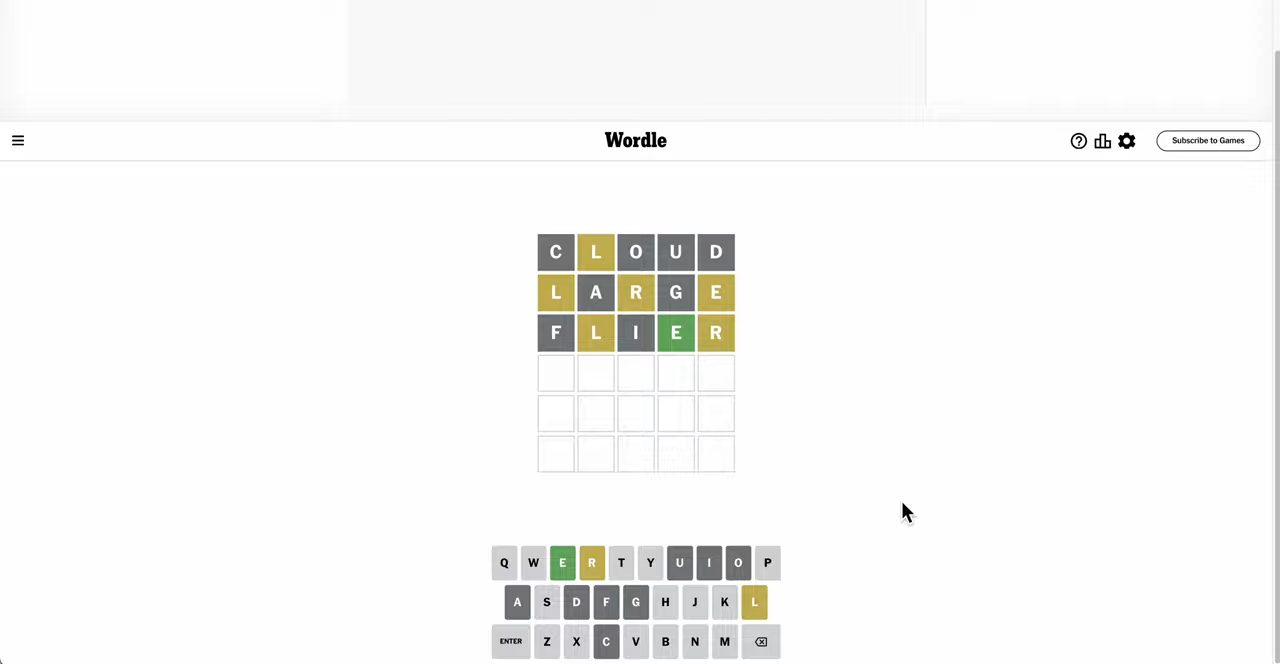 Wordle
Subscribe to Games
C L O U D
L A R G E
F L I E R
Q W E R T Y U I O P
A S D F G H J K L
ENTER Z X C V B N M